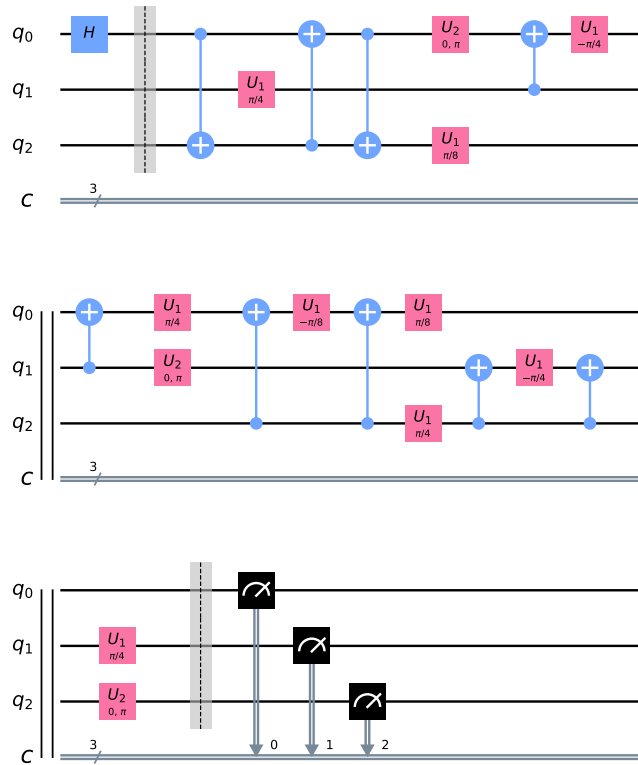 q0 H U2 0, π U1 −π/4
q1 U1 π/4
q2 U1 π/8
c 3
q0 U1 π/4 U1 −π/8 U1 π/8
q1 U2 0, π U1 −π/4
q2 U1 π/4
c 3
q0
q1 U1 π/4
q2 U2 0, π
c 3 0 1 2